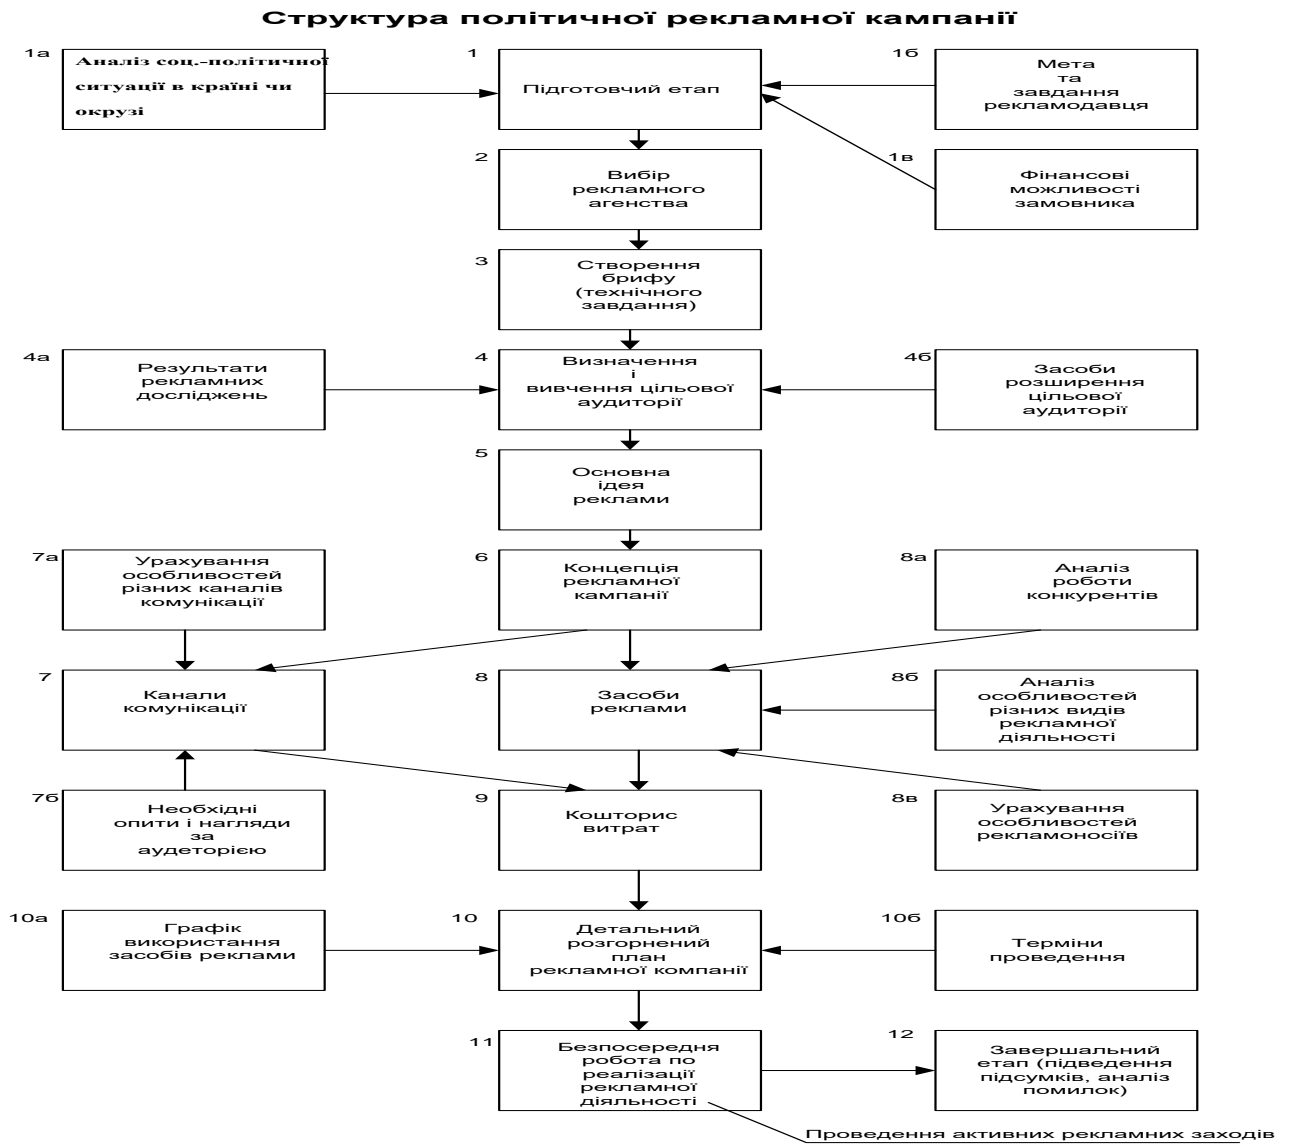 Структура політичної рекламної кампанії
1а
Аналіз соц.-політичної
ситуації в країні чи
окрузі
1
Підготовчий етап
1б
Мета
та
завдання
рекламодавця
2
Вибір
рекламного
агенства
1в
Фінансові
можливості
замовника
3
Створення
брифу
(технічного
завдання)
4а
Результати
рекламних
досліджень
4
Визначення
і
вивчення цільової
аудиторії
4б
Засоби
розширення
цільової
аудиторії
5
Основна
ідея
реклами
7а
Урахування
особливостей
різних каналів
комунікації
6
Концепція
рекламної
кампанії
8а
Аналіз
роботи
конкурентів
7
Канали
комунікації
8
Засоби
реклами
8б
Аналіз
особливостей
різних видів
рекламної
діяльності
7б
Необхідні
опити і нагляди
за
аудеторією
9
Кошторис
витрат
8в
Урахування
особливостей
рекламоносіїв
10а
Графік
використання
засобів реклами
10
Детальний
розгорнений
план
рекламної компанії
10б
Терміни
проведення
11
Безпосередня
робота по
реалізації
рекламної
діяльності
12
Завершальний
етап (підведення
підсумків, аналіз
помилок)
Проведення активних рекламних заходів